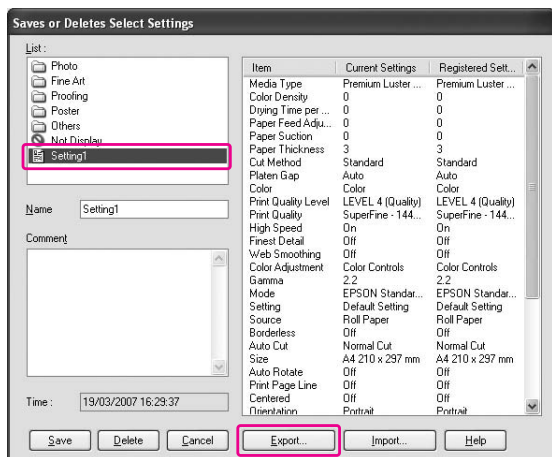 Saves or Deletes Select Settings
List :
Photo
Fine Art
Proofing
Poster
Others
Not Display
Setting1
Name Setting1
Comment
Time : 19/03/2007 16:29:37
Item Current Settings Registered Sett...
Media Type Premium Luster ... Premium Luster ...
Color Density 0 0
Drying Time per ... 0 0
Paper Feed Adju... 0 0
Paper Suction 0 0
Paper Thickness 3 3
Cut Method Standard Standard
Platen Gap Auto Auto
Color Color Color
Print Quality Level LEVEL 4 (Quality) LEVEL 4 (Quality)
Print Quality SuperFine - 144... SuperFine - 144...
High Speed On On
Finest Detail Off Off
Web Smoothing Off Off
Color Adjustment Color Controls Color Controls
Gamma 2.2 2.2
Mode EPSON Standar... EPSON Standar...
Setting Default Setting Default Setting
Source Roll Paper Roll Paper
Borderless Off Off
Auto Cut Normal Cut Normal Cut
Size A4 210 x 297 mm A4 210 x 297 mm
Auto Rotate Off Off
Print Page Line Off Off
Centered Off Off
Orientation Portrait Portrait
Save Delete Cancel Export... Import... Help